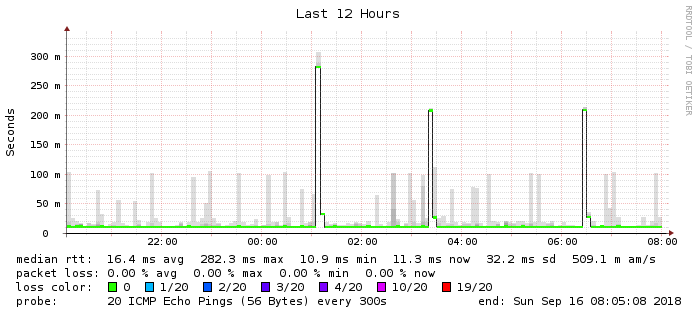 Last 12 Hours
RRDTOOL / TOBI OETIKER
Seconds
300 m
250 m
200 m
150 m
100 m
50 m
0
22:00 00:00 02:00 04:00 06:00 08:00
median rtt: 16.4 ms avg 282.3 ms max 10.9 ms min 11.3 ms now 32.2 ms sd 509.1 m am/s
packet loss: 0.00 % avg 0.00 % max 0.00 % min 0.00 % now
loss color: 0 1/20 2/20 3/20 4/20 10/20 19/20
probe: 20 ICMP Echo Pings (56 Bytes) every 300s end: Sun Sep 16 08:05:08 2018